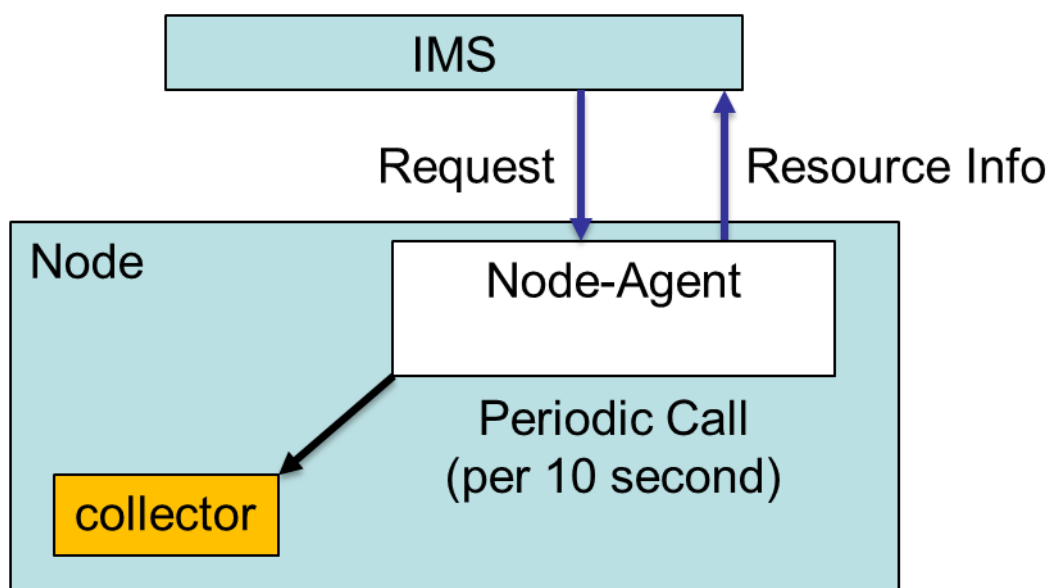 IMS
Request
Resource Info
Node
Node-Agent
Periodic Call
(per 10 second)
collector